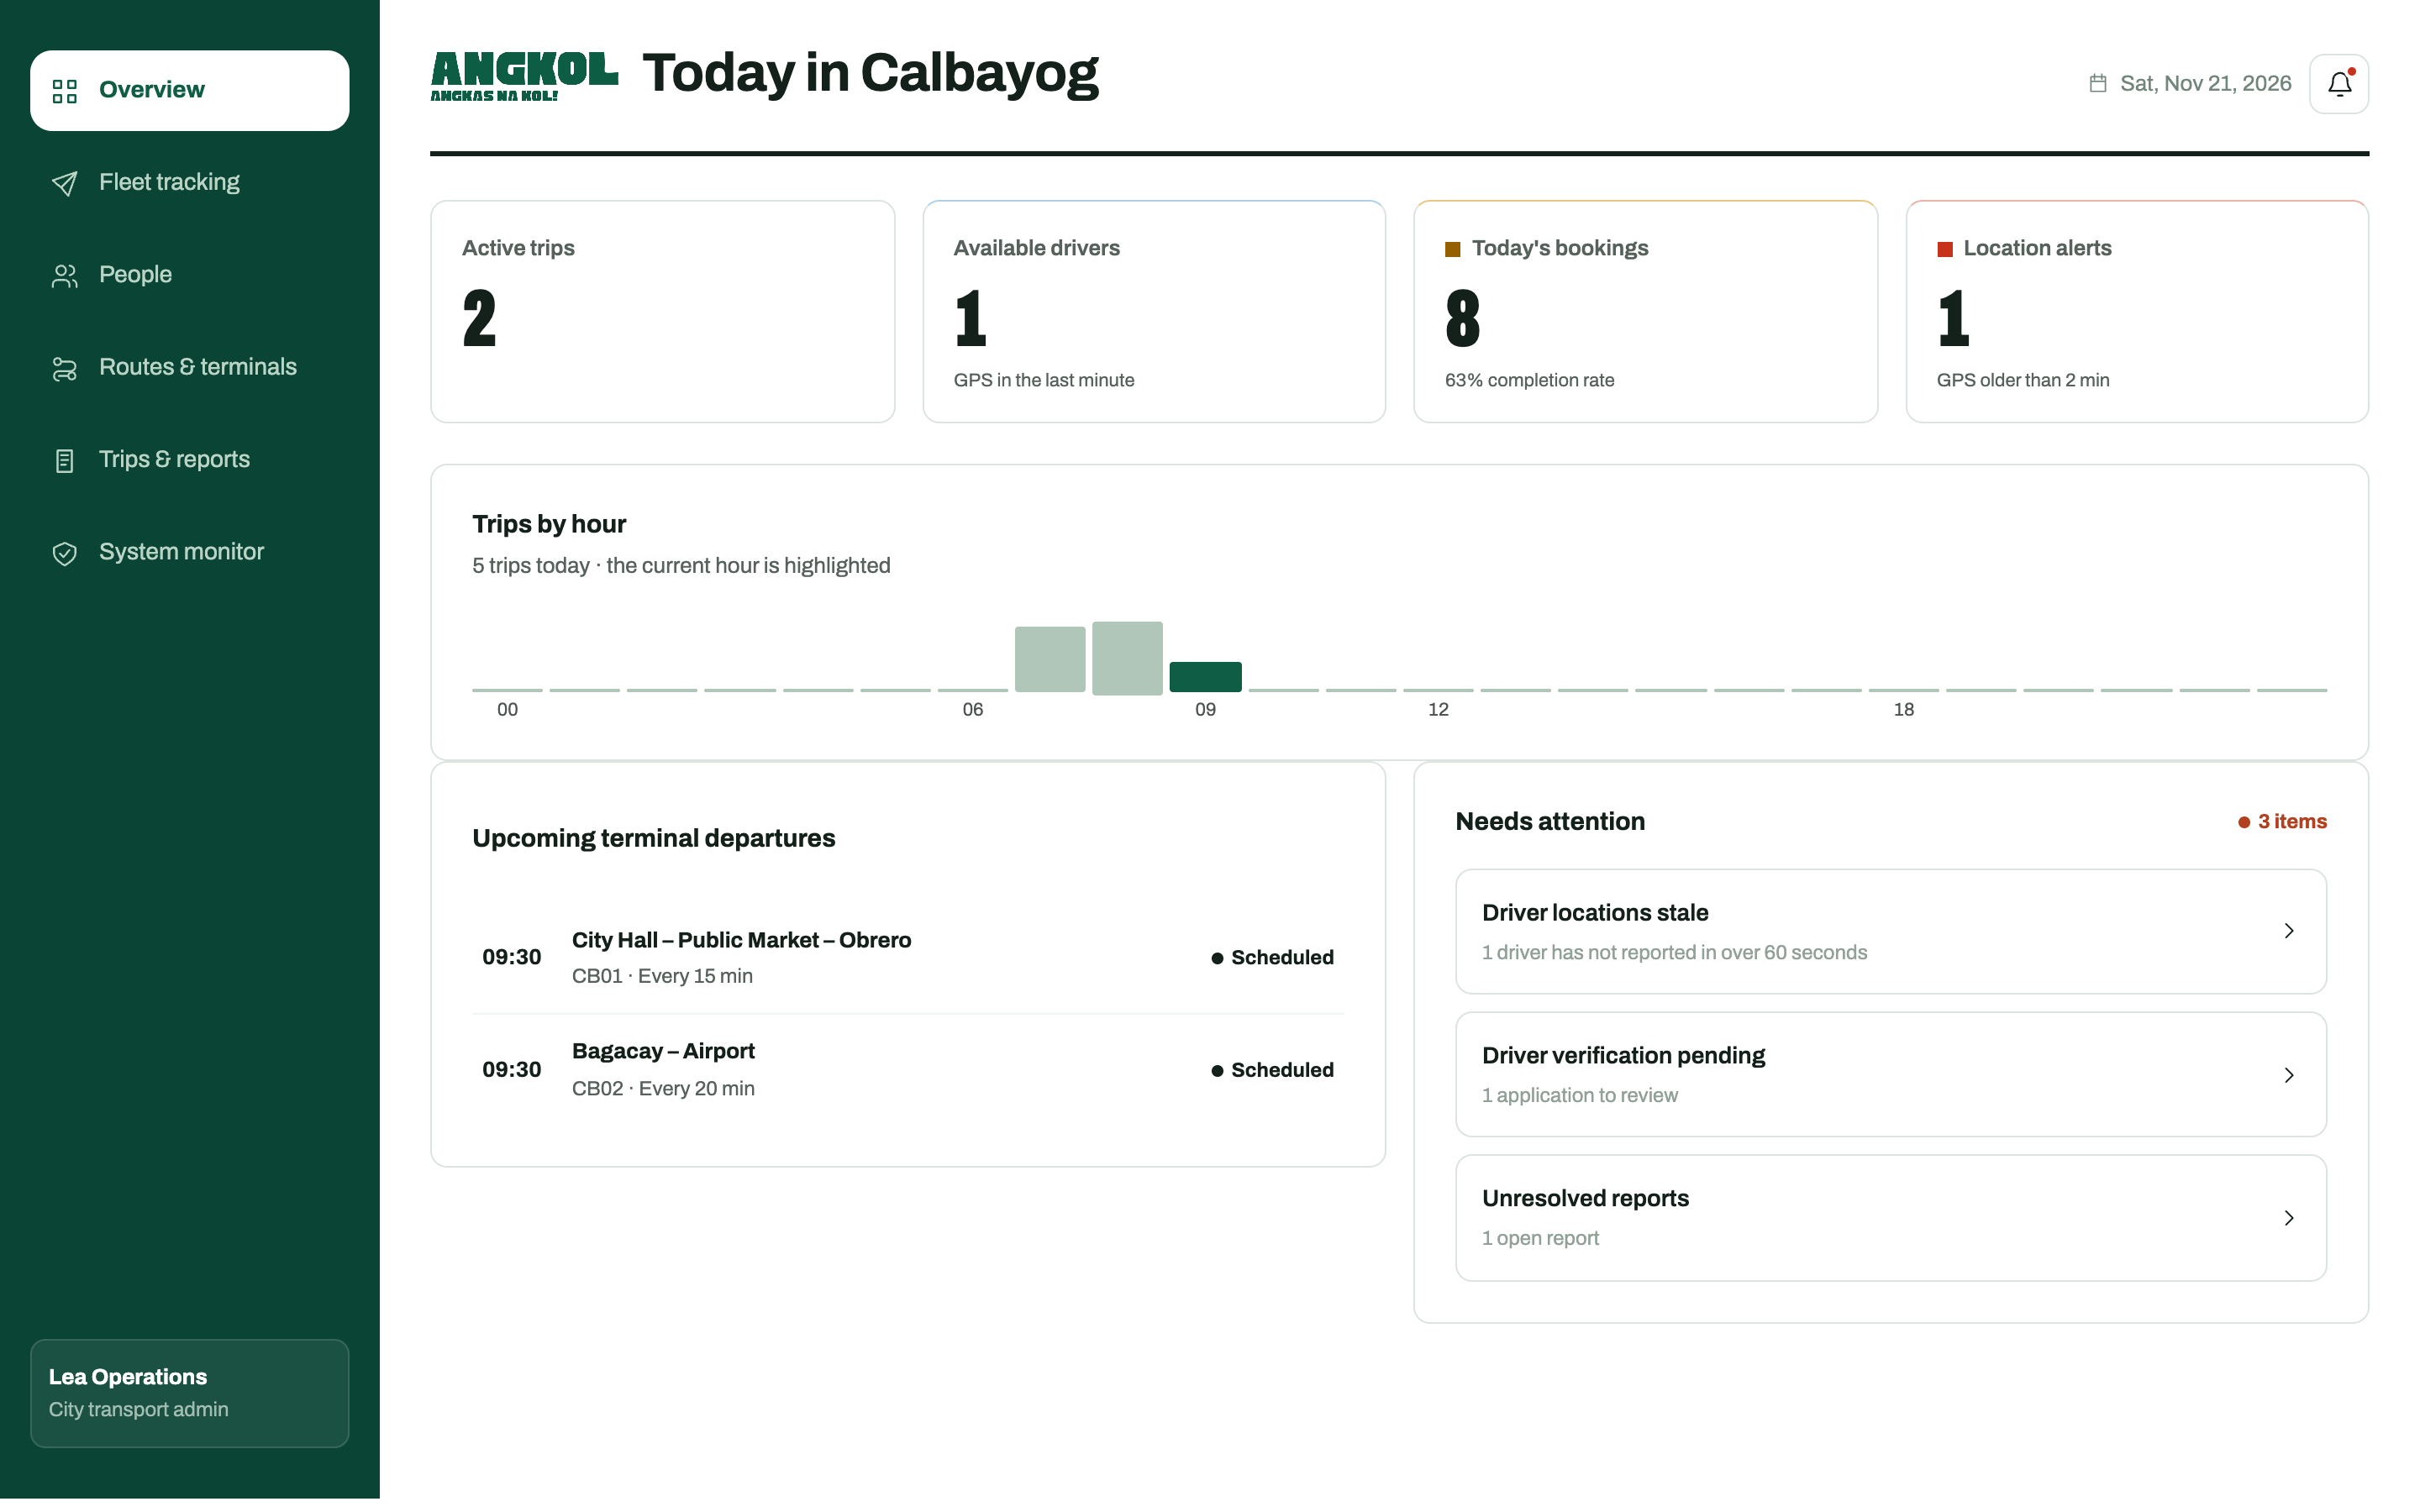 Overview
Fleet tracking
People
Routes & terminals
Trips & reports
System monitor
Lea Operations
City transport admin
ANGKOL
ANGKAS NA KOL!
Today in Calbayog
Sat, Nov 21, 2026
Active trips
2
Available drivers
1
GPS in the last minute
Today's bookings
8
63% completion rate
Location alerts
1
GPS older than 2 min
Trips by hour
5 trips today · the current hour is highlighted
00 06 09 12 18
Upcoming terminal departures
09:30
City Hall – Public Market – Obrero
CB01 · Every 15 min
Scheduled
09:30
Bagacay – Airport
CB02 · Every 20 min
Scheduled
Needs attention
3 items
Driver locations stale
1 driver has not reported in over 60 seconds
Driver verification pending
1 application to review
Unresolved reports
1 open report